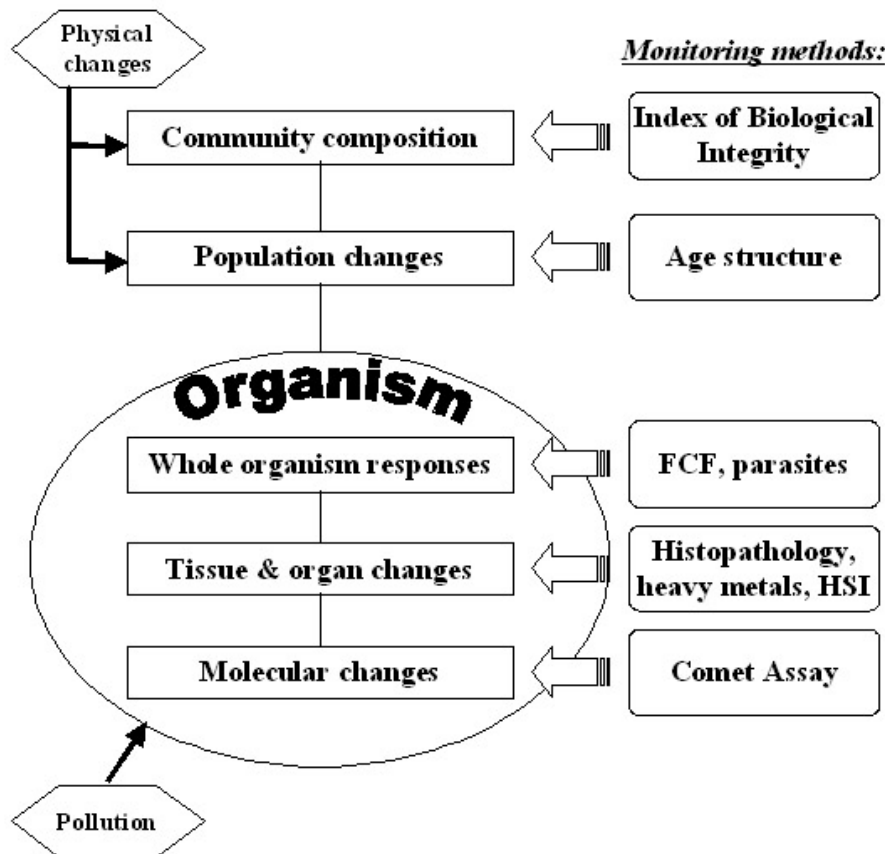 Physical
changes
Monitoring methods:
Community composition
Index of Biological
Integrity
Population changes
Age structure
Organism
Whole organism responses
FCF, parasites
Tissue & organ changes
Histopathology,
heavy metals, HSI
Molecular changes
Comet Assay
Pollution